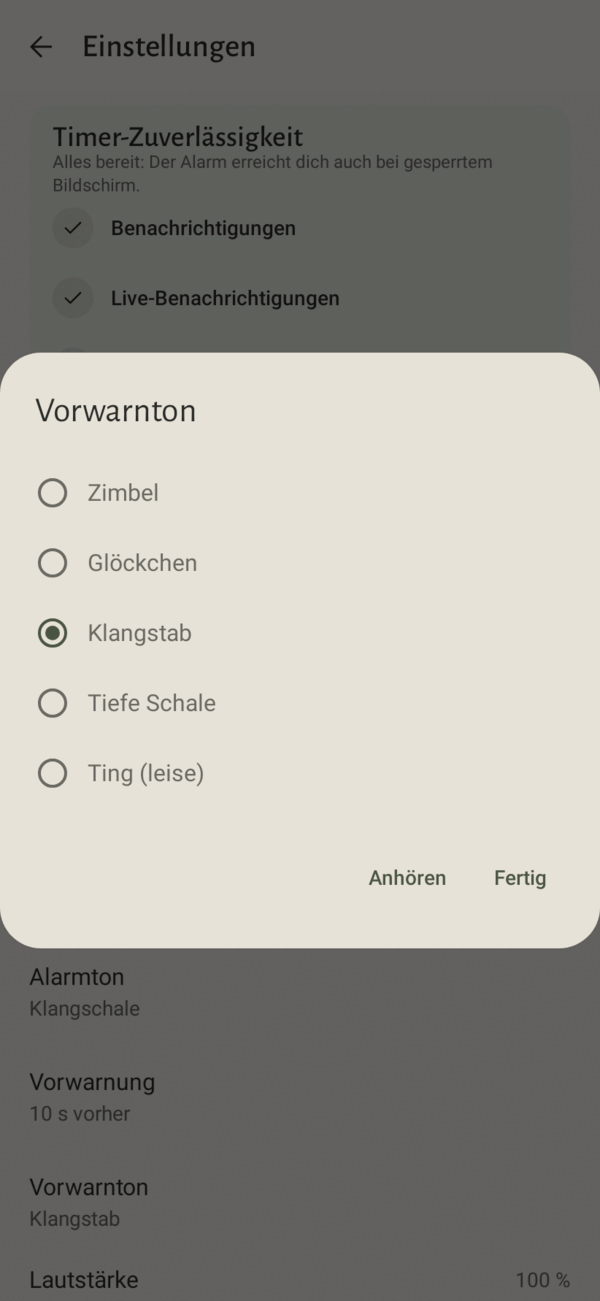 Einstellungen
Timer-Zuverlässigkeit
Alles bereit: Der Alarm erreicht dich auch bei gesperrtem
Bildschirm.
Benachrichtigungen
Live-Benachrichtigungen
Vorwarnton
Zimbel
Glöckchen
Klangstab
Tiefe Schale
Ting (leise)
Anhören Fertig
Alarmton
Klangschale
Vorwarnung
10 s vorher
Vorwarnton
Klangstab
Lautstärke 100 %